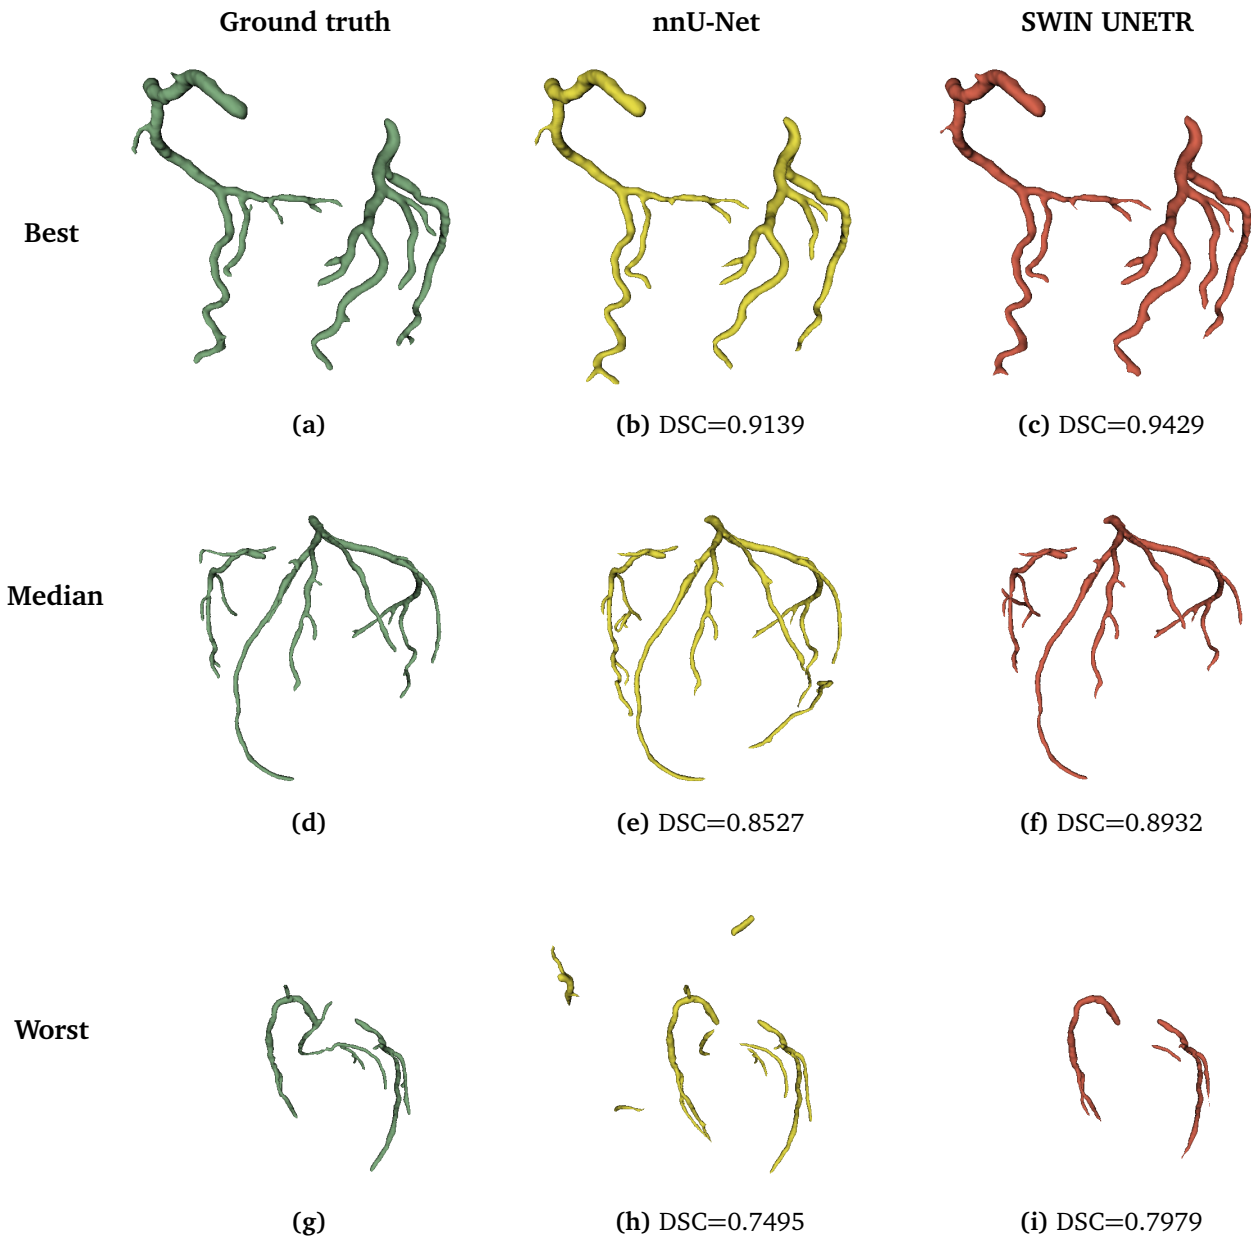 Ground truth nnU-Net SWIN UNETR
Best
(a) (b) DSC=0.9139 (c) DSC=0.9429
Median
(d) (e) DSC=0.8527 (f) DSC=0.8932
Worst
(g) (h) DSC=0.7495 (i) DSC=0.7979